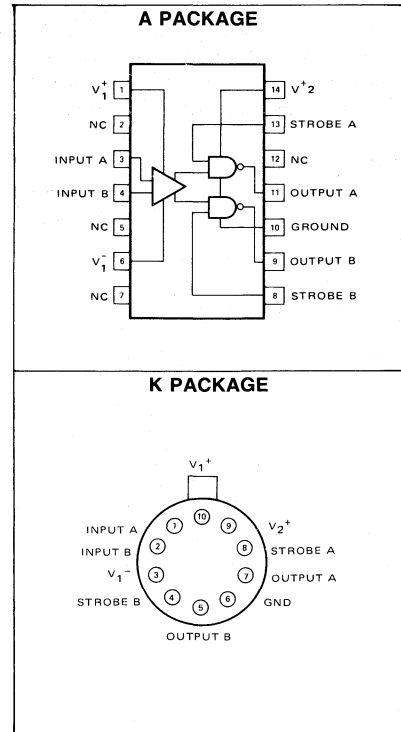 A PACKAGE
V₁⁺ 1
14 V⁺2
NC 2
13 STROBE A
INPUT A 3
12 NC
INPUT B 4
11 OUTPUT A
NC 5
10 GROUND
V₁⁻ 6
9 OUTPUT B
NC 7
8 STROBE B
K PACKAGE
V₁⁺
10
INPUT A 1
9 V₂⁺
INPUT B 2
8 STROBE A
V₁⁻ 3
7 OUTPUT A
STROBE B 4
6 GND
5
OUTPUT B